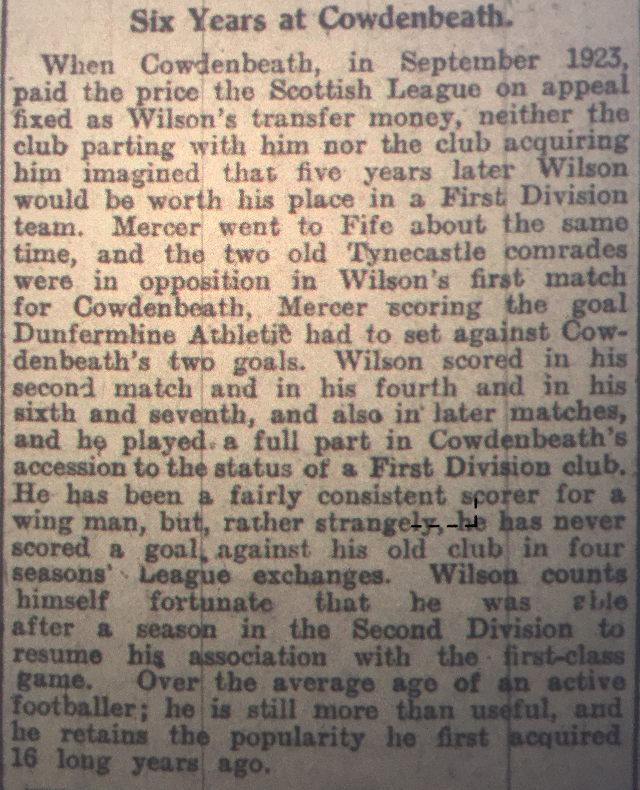 Six Years at Cowdenbeath.
When Cowdenbeath, in September 1923,
paid the price the Scottish League on appeal
fixed as Wilson's transfer money, neither the
club parting with him nor the club acquiring
him imagined that five years later Wilson
would be worth his place in a First Division
team. Mercer went to Fife about the same
time, and the two old Tynecastle comrades
were in opposition in Wilson's first match
for Cowdenbeath, Mercer scoring the goal
Dunfermline Athletic had to set against Cow-
denbeath's two goals. Wilson scored in his
second match and in his fourth and in his
sixth and seventh, and also in later matches,
and he played a full part in Cowdenbeath's
accession to the status of a First Division club.
He has been a fairly consistent scorer for a
wing man, but, rather strangely, he has never
scored a goal against his old club in four
seasons' League exchanges. Wilson counts
himself fortunate that he was able
after a season in the Second Division to
resume his association with the first-class
game. Over the average age of an active
footballer; he is still more than useful, and
he retains the popularity he first acquired
16 long years ago.